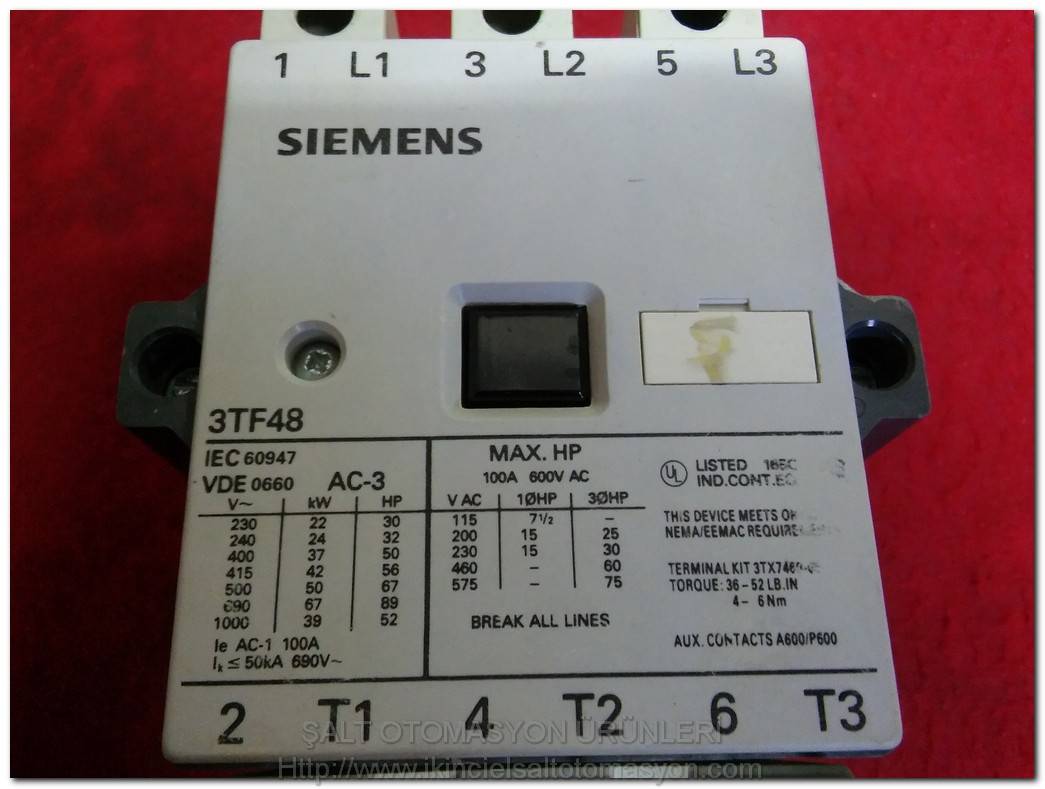 1 L1 3 L2 5 L3
SIEMENS
3TF48
IEC 60947
VDE 0660 AC-3
V~ kW HP
230 22 30
240 24 32
400 37 50
415 42 56
500 50 67
690 67 89
1000 39 52
Ie AC-1 100A
Ik ≤ 50kA 690V~
MAX. HP
100A 600V AC
V AC 1ØHP 3ØHP
115 7 1/2 –
200 15 25
230 15 30
460 – 60
575 – 75
BREAK ALL LINES
UL LISTED
IND.CONT.
THIS DEVICE MEETS
NEMA/EEMAC
TERMINAL KIT
TORQUE: 36–52 LB.IN
4– 6 Nm
AUX. CONTACTS A600/P600
2 T1 4 T2 6 T3
ŞALT OTOMASYON ÜRÜNLERİ
Http://www.ikincielsaltotomasyon.com